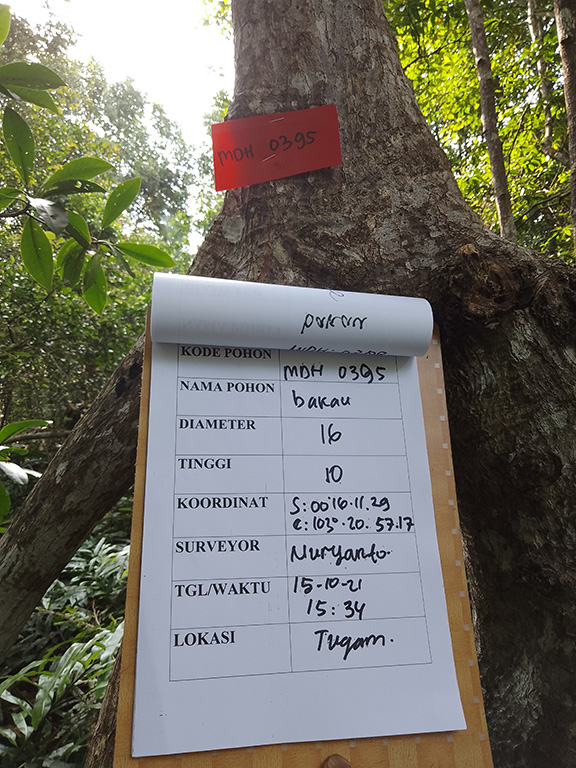 MDH 0395
KODE POHON
MDH 0395
NAMA POHON bakau
DIAMETER 16
TINGGI 10
KOORDINAT S: 00°16.11.29
E: 103°.20.57.17
SURVEYOR Nuryanto.
TGL/WAKTU 15-10-21
15:34
LOKASI Tugam.